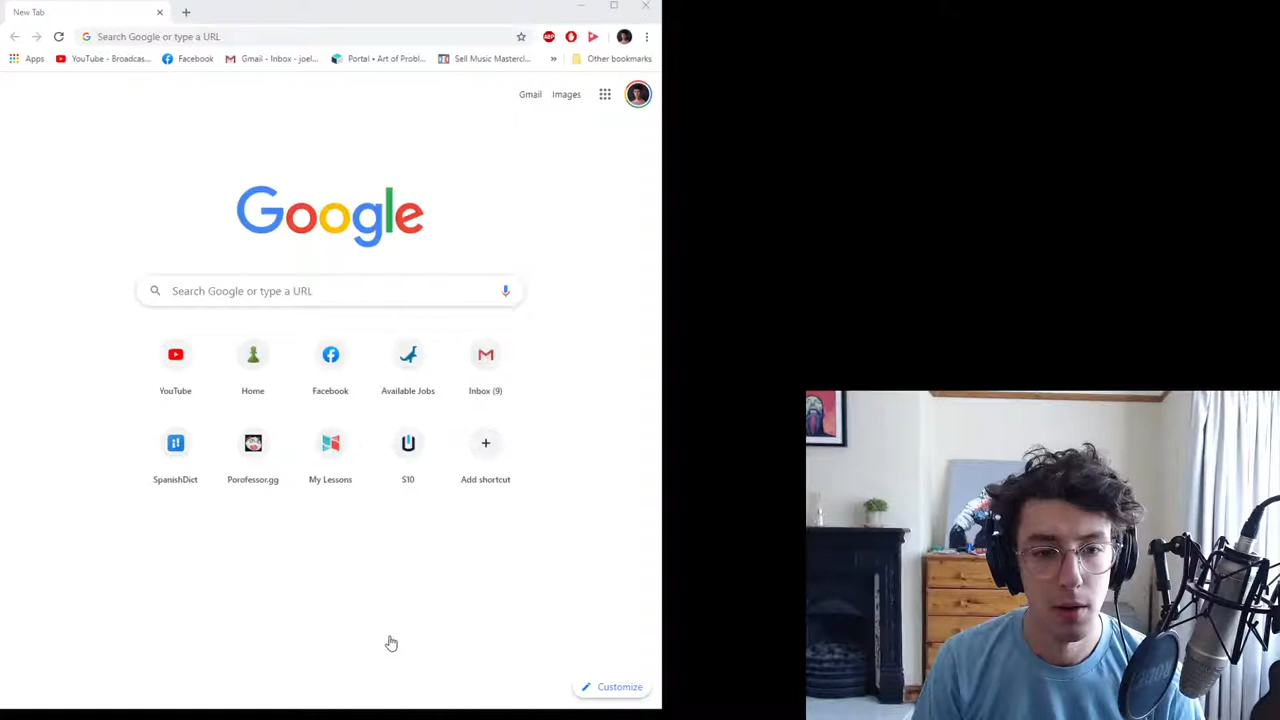 New Tab
Search Google or type a URL
Apps YouTube - Broadcas... Facebook Gmail - Inbox - joel... Portal • Art of Probl... Sell Music Mastercl... » Other bookmarks
Gmail Images
Google
Search Google or type a URL
YouTube Home Facebook Available Jobs Inbox (9)
SpanishDict Porofessor.gg My Lessons S10 Add shortcut
Customize